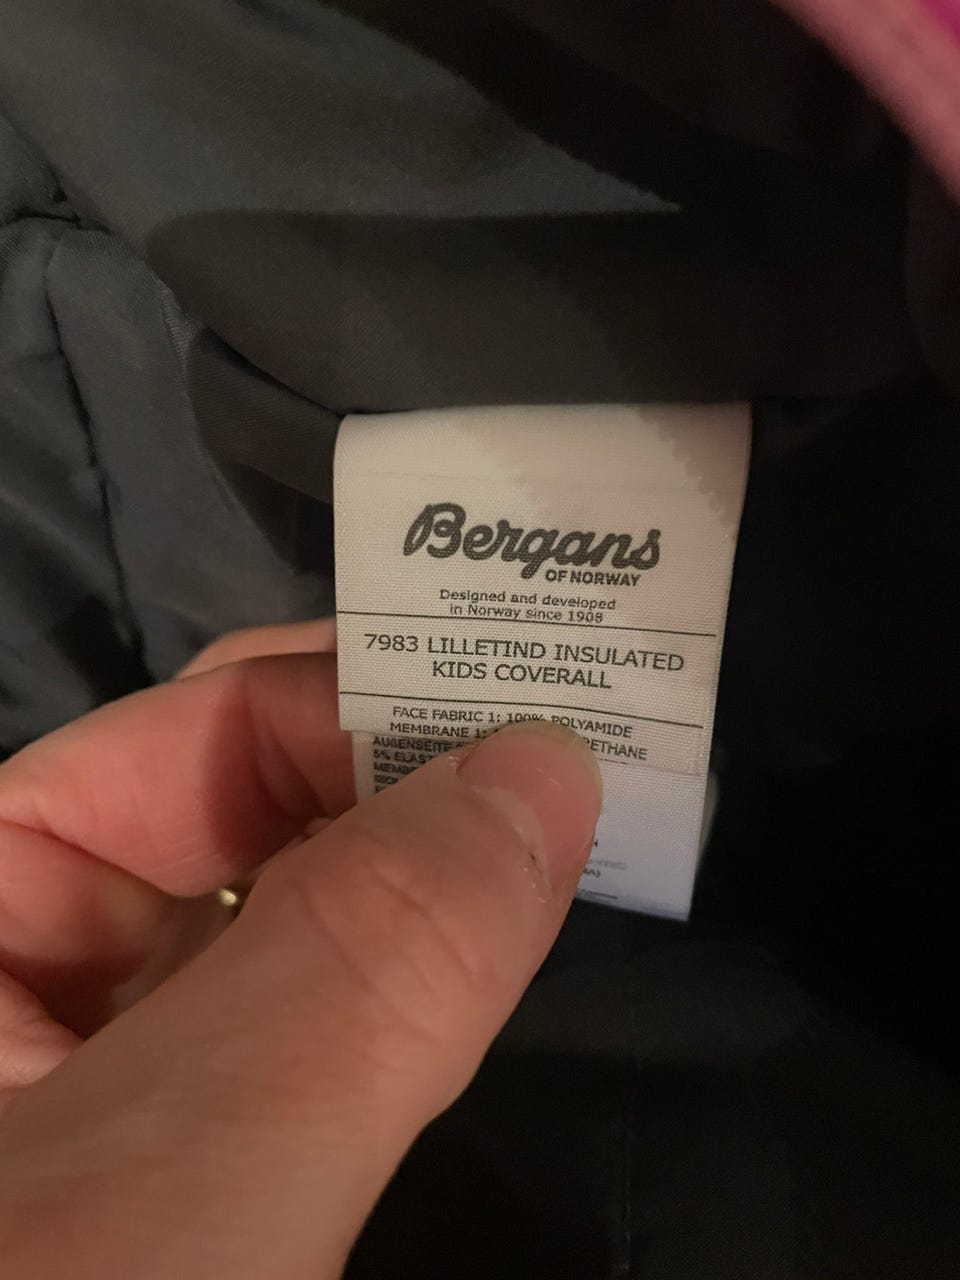 Bergans
OF NORWAY
Designed and developed
in Norway since 1908
7983 LILLETIND INSULATED
KIDS COVERALL
FACE FABRIC 1: 100% POLYAMIDE
MEMBRANE 1:
AUßENSEITE